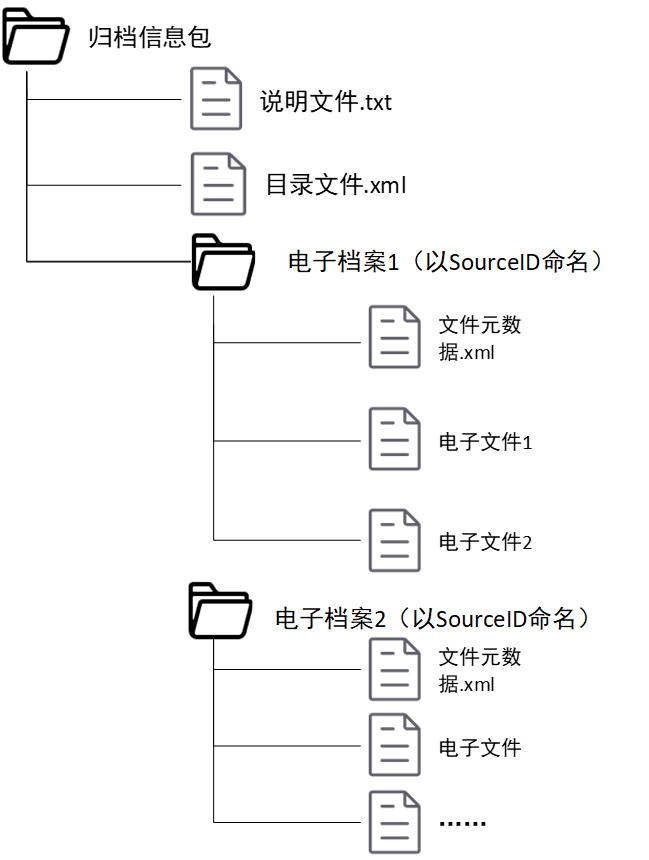 归档信息包
说明文件.txt
目录文件.xml
电子档案1（以SourceID命名）
文件元数
据.xml
电子文件1
电子文件2
电子档案2（以SourceID命名）
文件元数
据.xml
电子文件
……